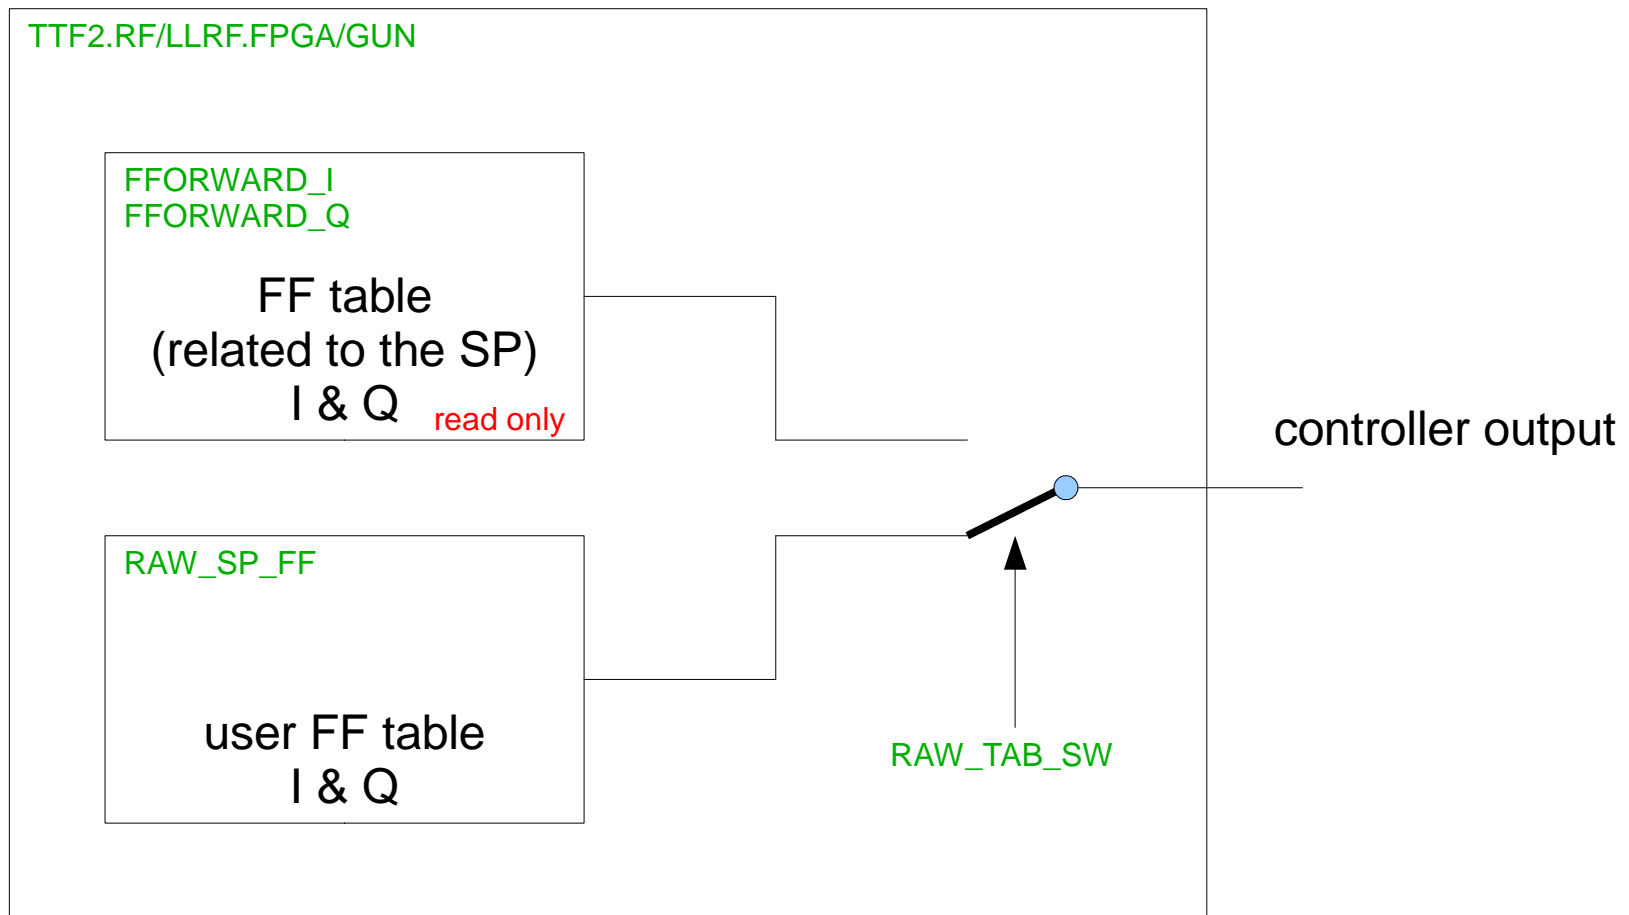 TTF2.RF/LLRF.FPGA/GUN
FFORWARD_I
FFORWARD_Q
FF table
(related to the SP)
I & Q
read only
controller output
RAW_SP_FF
user FF table
I & Q
RAW_TAB_SW